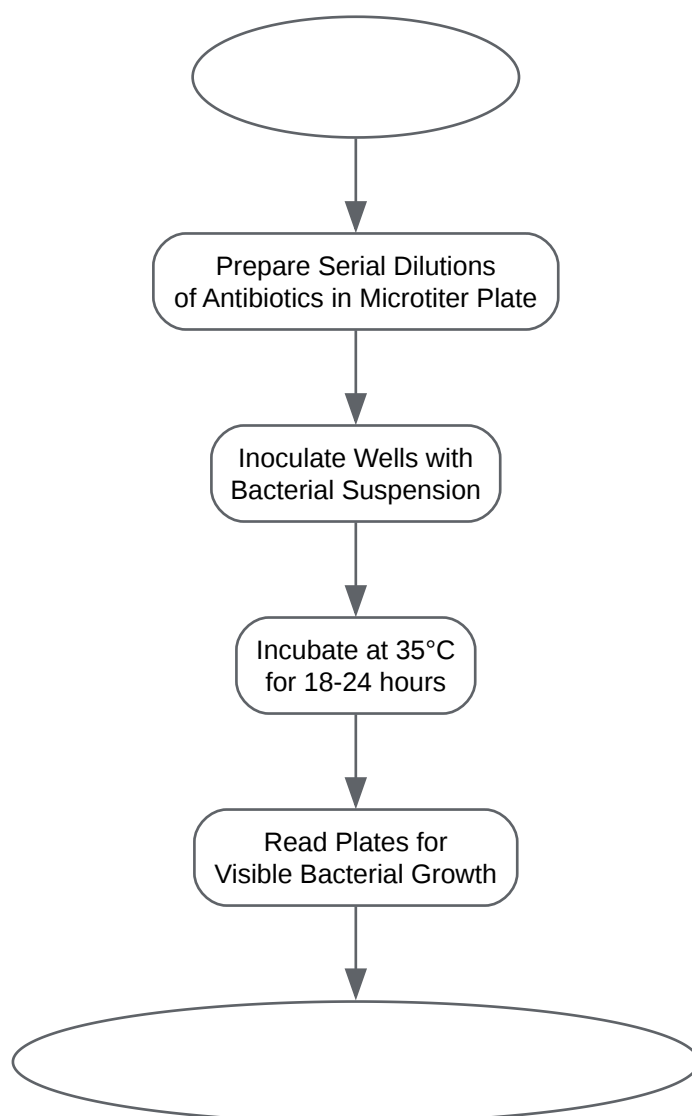 Prepare Serial Dilutions
of Antibiotics in Microtiter Plate
Inoculate Wells with
Bacterial Suspension
Incubate at 35°C
for 18-24 hours
Read Plates for
Visible Bacterial Growth